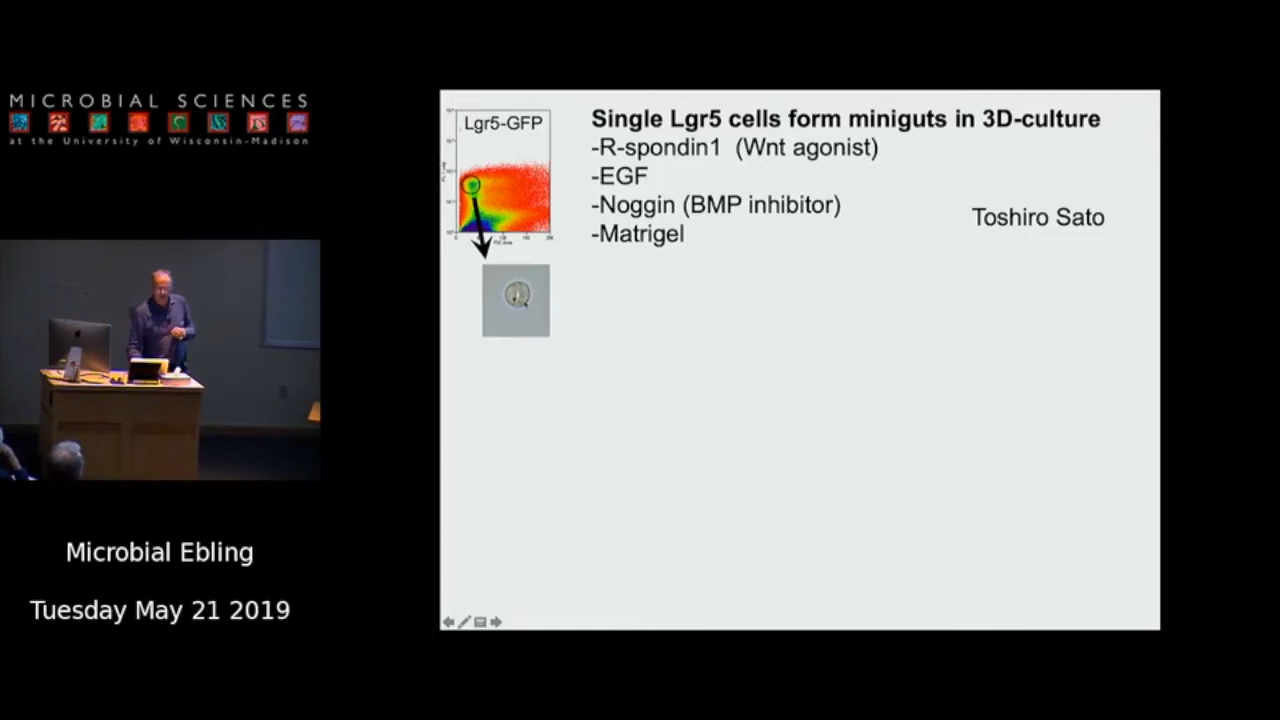 MICROBIAL SCIENCES
at the University of Wisconsin-Madison
Microbial Ebling
Tuesday May 21 2019
Lgr5-GFP
Single Lgr5 cells form miniguts in 3D-culture
-R-spondin1 (Wnt agonist)
-EGF
-Noggin (BMP inhibitor)
-Matrigel
Toshiro Sato